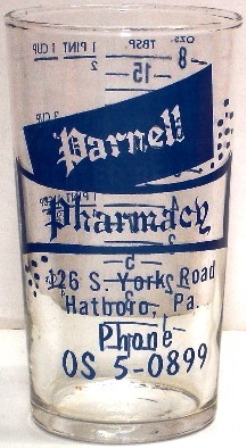 OZS.
TBSP.
1 PINT 1 CUP
8
15
2
Parnell
Pharmacy
126 S. York Road
Hatboro, Pa.
Phone
OS 5-0899